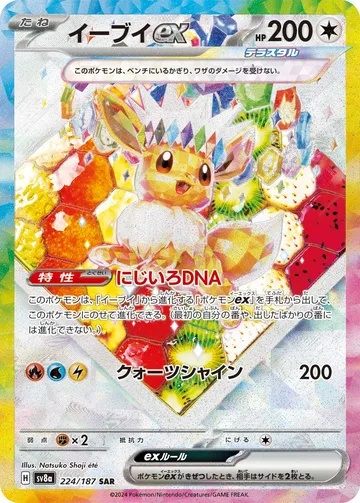 たね イーブイex HP200
テラスタル
このポケモンは、ベンチにいるかぎり、ワザのダメージを受けない。
特性 にじいろDNA
このポケモンは、「イーブイ」から進化する「ポケモンex」を手札から出して、
このポケモンにのせて進化できる。（最初の自分の番や、出したばかりの番に
は進化できない。）
クォーツシャイン 200
弱点 ×2 抵抗力 にげる
Illus. Natsuko Shoji été
exルール
H sv8a 224/187 SAR
ポケモンexがきぜつしたとき、相手はサイドを2枚とる。
©2024 Pokémon/Nintendo/Creatures/GAME FREAK.